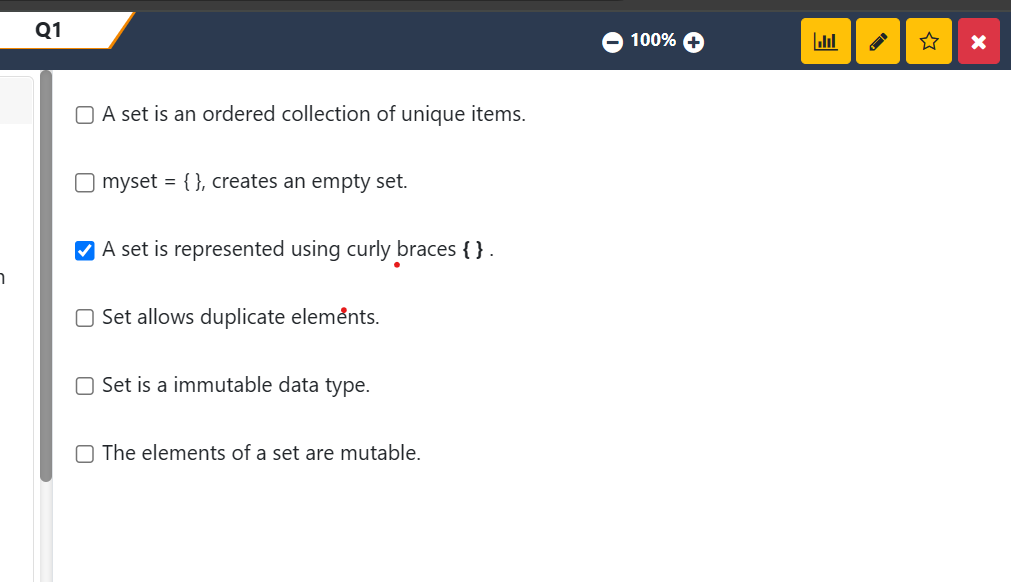 Q1
100%
A set is an ordered collection of unique items.
myset = { }, creates an empty set.
A set is represented using curly braces { } .
Set allows duplicate elements.
Set is a immutable data type.
The elements of a set are mutable.